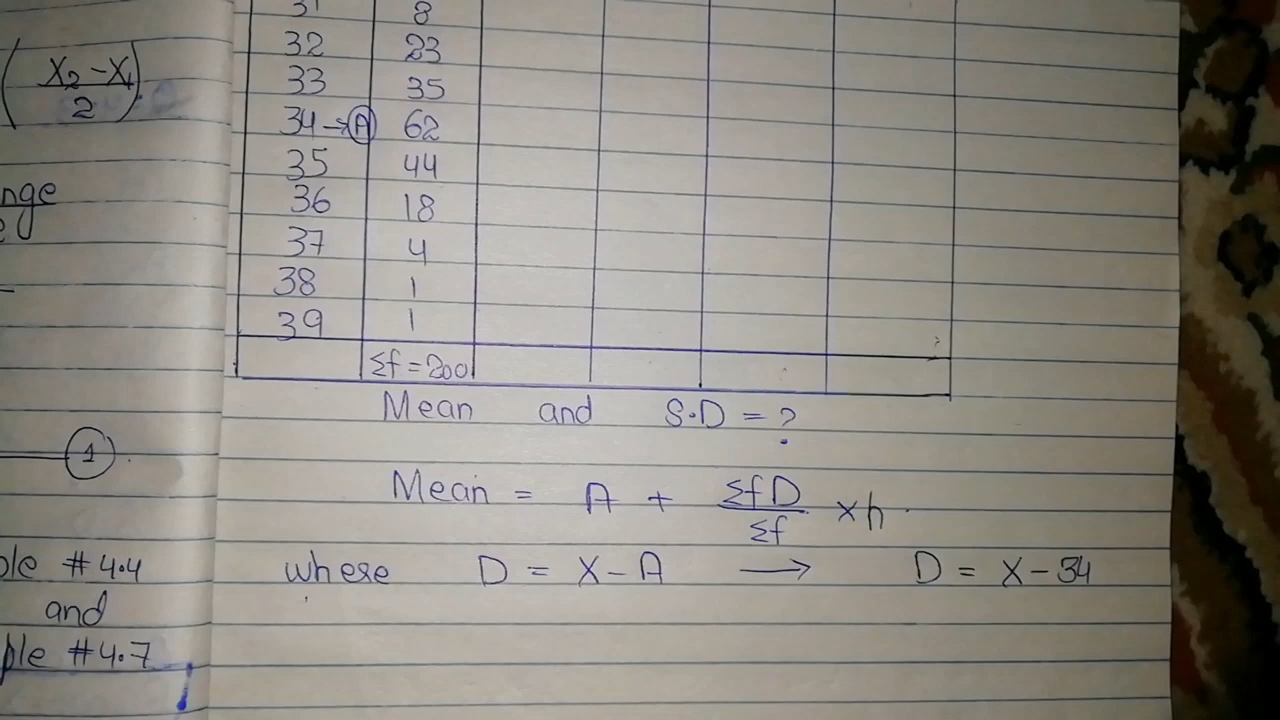 31 8
32 23
33 35
34→Ⓐ 62
35 44
36 18
37 4
38 1
39 1
Σf = 200
Mean and S.D = ?
Mean = A + ΣfD/Σf × h
where D = X - A → D = X - 34
(X₂ - X₁ / 2)
nge
①
ple #4.4
and
ple #4.7